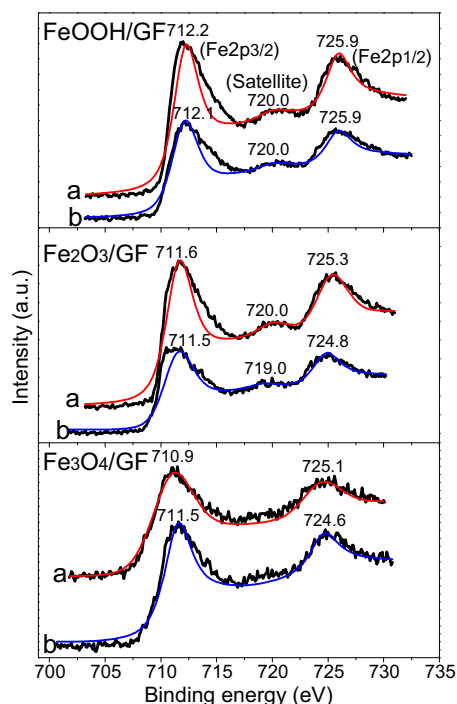 FeOOH/GF
712.2
(Fe2p3/2)
725.9
(Fe2p1/2)
(Satellite)
720.0
712.1
725.9
720.0
a
b
Fe2O3/GF
711.6
725.3
720.0
711.5
724.8
719.0
a
b
Fe3O4/GF
710.9
725.1
711.5
724.6
a
b
Intensity (a.u.)
700 705 710 715 720 725 730 735
Binding energy (eV)